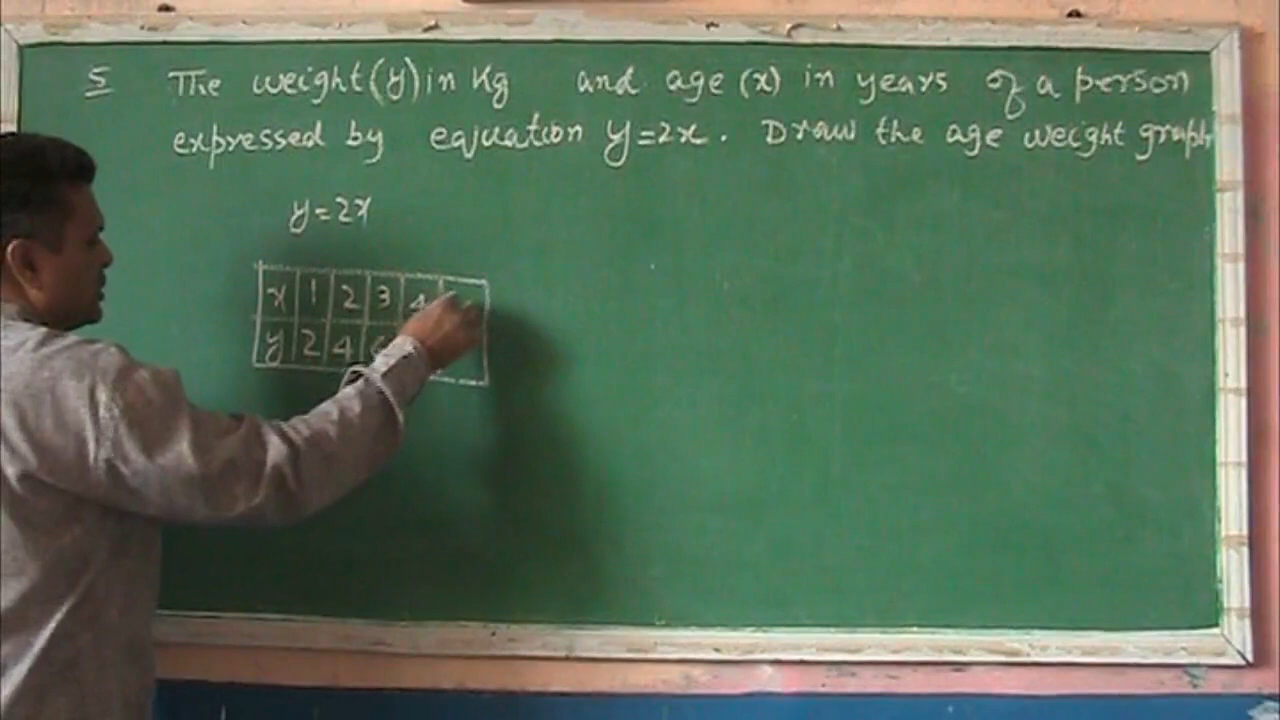 5 The weight(y) in Kg and age (x) in years of a person
expressed by equation y=2x. Draw the age weight graph
y=2x
x 1 2 3 4
y 2 4